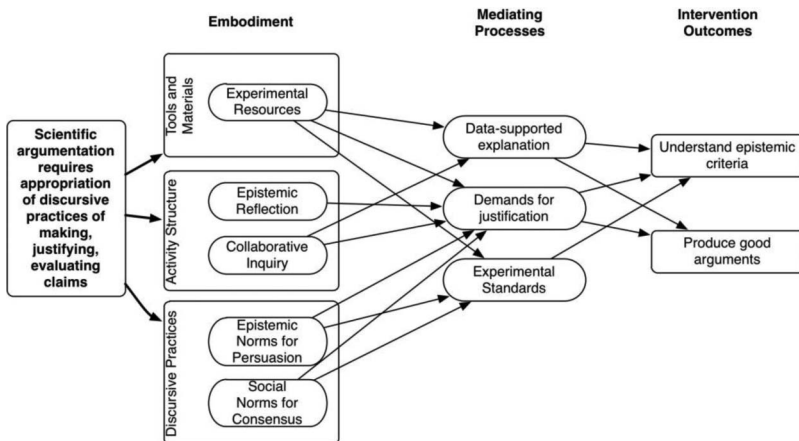 Embodiment
Mediating
Processes
Intervention
Outcomes
Scientific
argumentation
requires
appropriation
of discursive
practices of
making,
justifying,
evaluating
claims
Tools and
Materials
Experimental
Resources
Activity Structure
Epistemic
Reflection
Collaborative
Inquiry
Discursive Practices
Epistemic
Norms for
Persuasion
Social
Norms for
Consensus
Data-supported
explanation
Demands for
justification
Experimental
Standards
Understand epistemic
criteria
Produce good
arguments